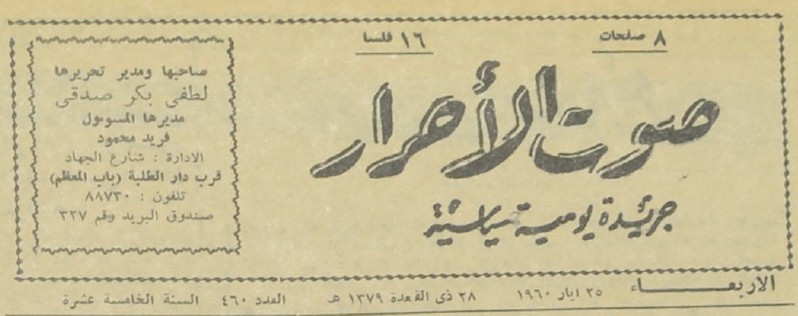 ٨ صفحات
١٦ فلسا
صوت الأحرار
جريدة يومية سياسية
صاحبها ومدير تحريرها
لطفي بكر صدقي
مديرها المسؤول
فريد محمود
الادارة : شارع الجهاد
قرب دار الطلبة (باب المعظم)
تلفون : ٨٨٧٣٠
صندوق البريد وقم ٣٢٧
الاربعاء ٢٥ ايار ١٩٦٠ ٢٨ ذي القعدة ١٣٧٩ هـ العدد ٤٦٠ السنة الخامسة عشرة